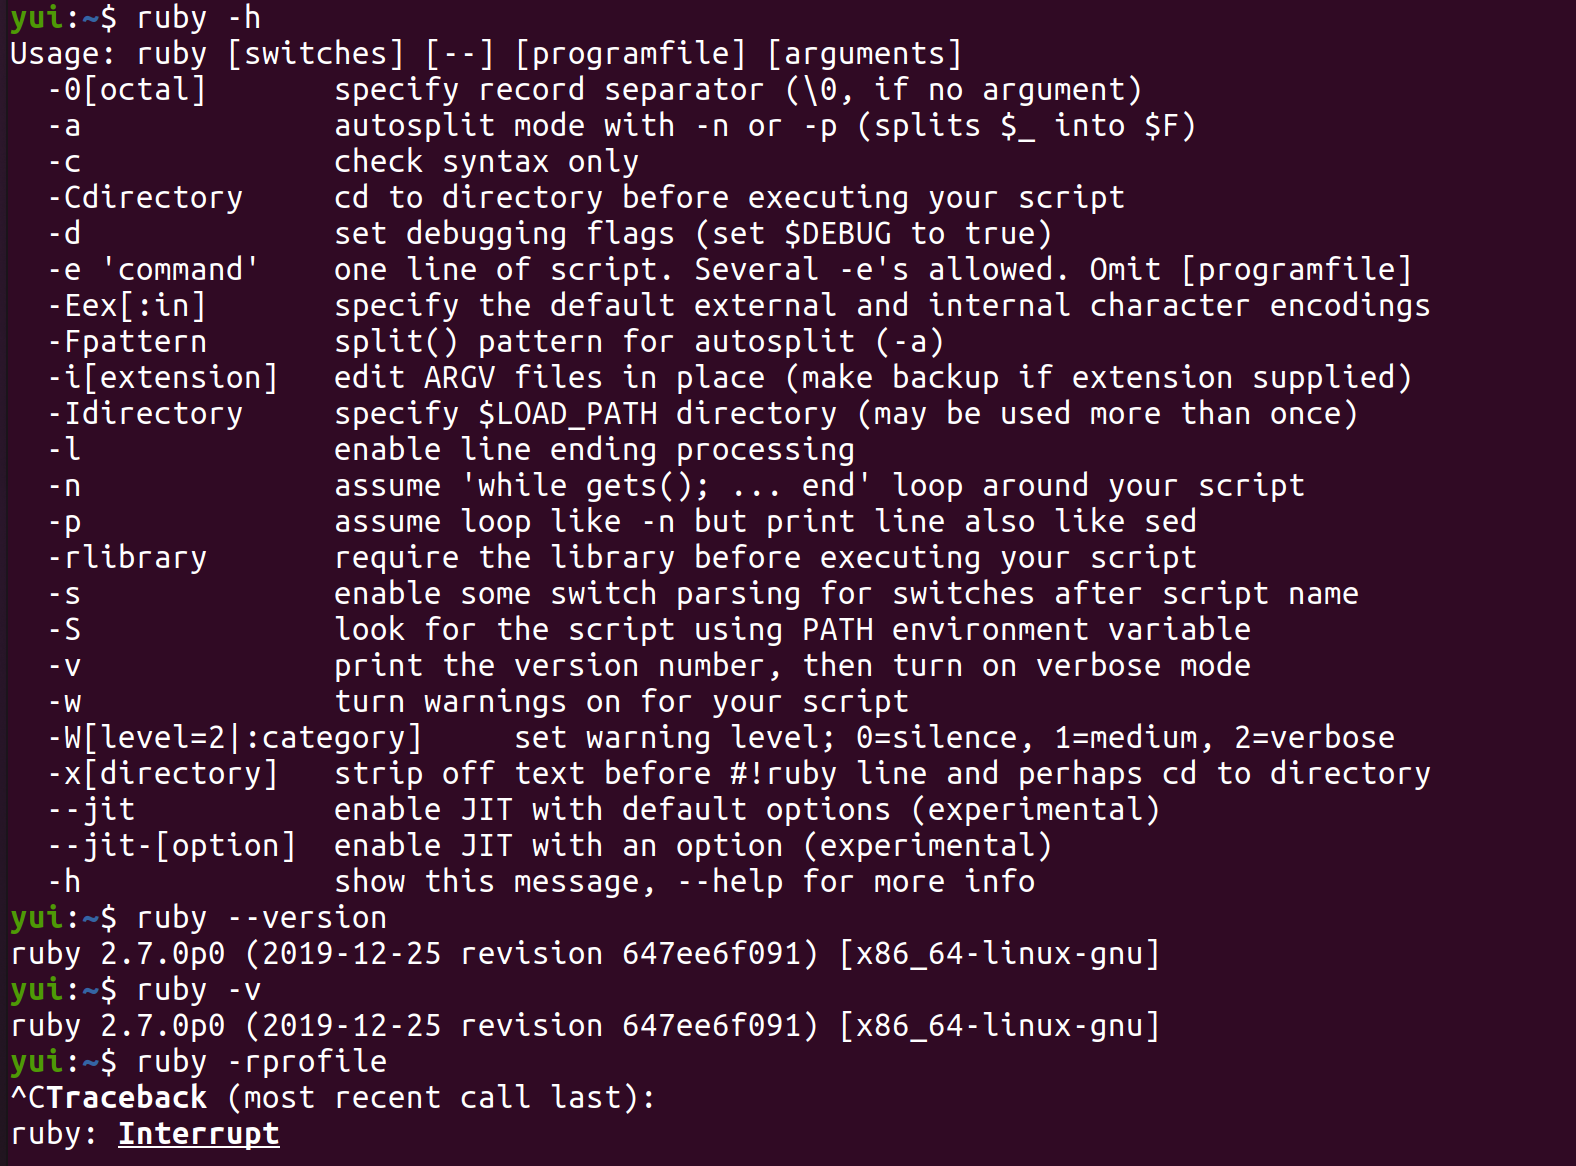 yui:~$ ruby -h
Usage: ruby [switches] [--] [programfile] [arguments]
  -0[octal]       specify record separator (\0, if no argument)
  -a              autosplit mode with -n or -p (splits $_ into $F)
  -c              check syntax only
  -Cdirectory     cd to directory before executing your script
  -d              set debugging flags (set $DEBUG to true)
  -e 'command'    one line of script. Several -e's allowed. Omit [programfile]
  -Eex[:in]       specify the default external and internal character encodings
  -Fpattern       split() pattern for autosplit (-a)
  -i[extension]   edit ARGV files in place (make backup if extension supplied)
  -Idirectory     specify $LOAD_PATH directory (may be used more than once)
  -l              enable line ending processing
  -n              assume 'while gets(); ... end' loop around your script
  -p              assume loop like -n but print line also like sed
  -rlibrary       require the library before executing your script
  -s              enable some switch parsing for switches after script name
  -S              look for the script using PATH environment variable
  -v              print the version number, then turn on verbose mode
  -w              turn warnings on for your script
  -W[level=2|:category]     set warning level; 0=silence, 1=medium, 2=verbose
  -x[directory]   strip off text before #!ruby line and perhaps cd to directory
  --jit           enable JIT with default options (experimental)
  --jit-[option]  enable JIT with an option (experimental)
  -h              show this message, --help for more info
yui:~$ ruby --version
ruby 2.7.0p0 (2019-12-25 revision 647ee6f091) [x86_64-linux-gnu]
yui:~$ ruby -v
ruby 2.7.0p0 (2019-12-25 revision 647ee6f091) [x86_64-linux-gnu]
yui:~$ ruby -rprofile
^CTraceback (most recent call last):
ruby: Interrupt